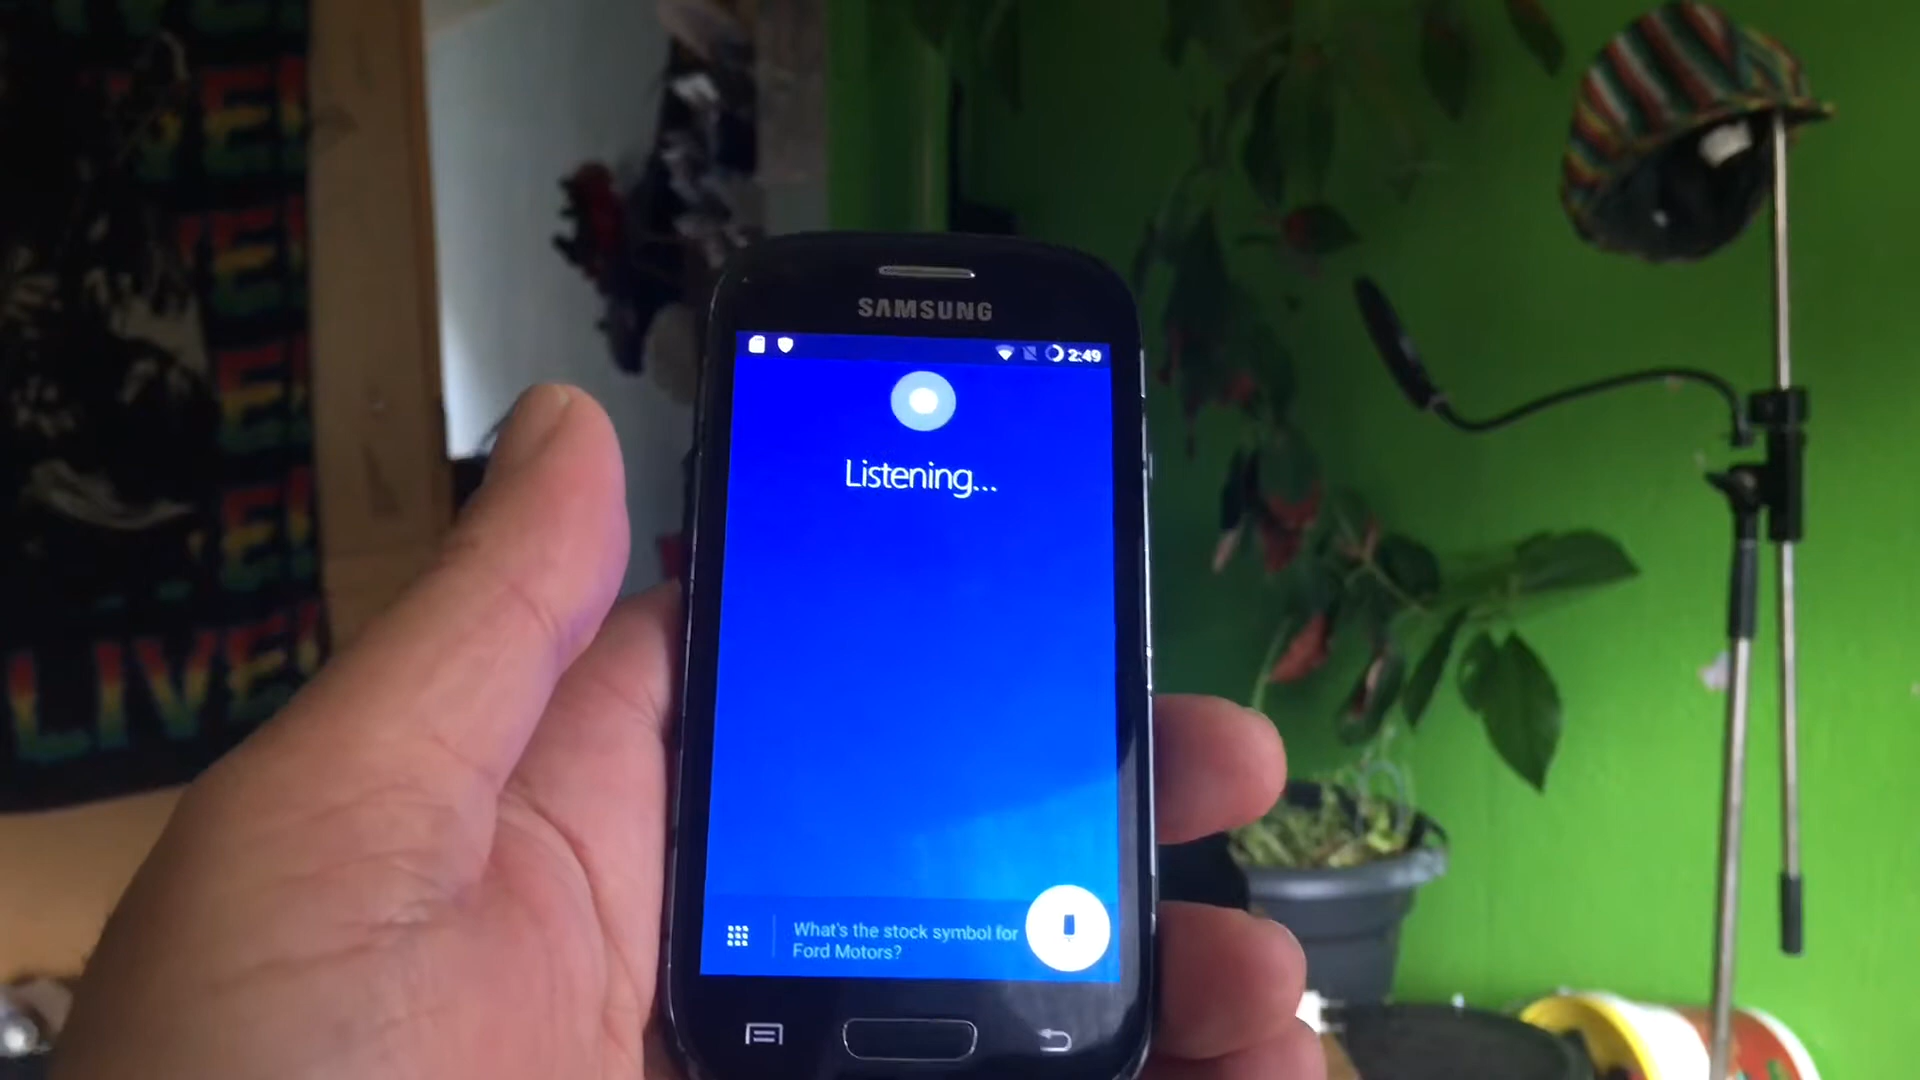 LIVE!
SAMSUNG
2:49
Listening...
What's the stock symbol for
Ford Motors?